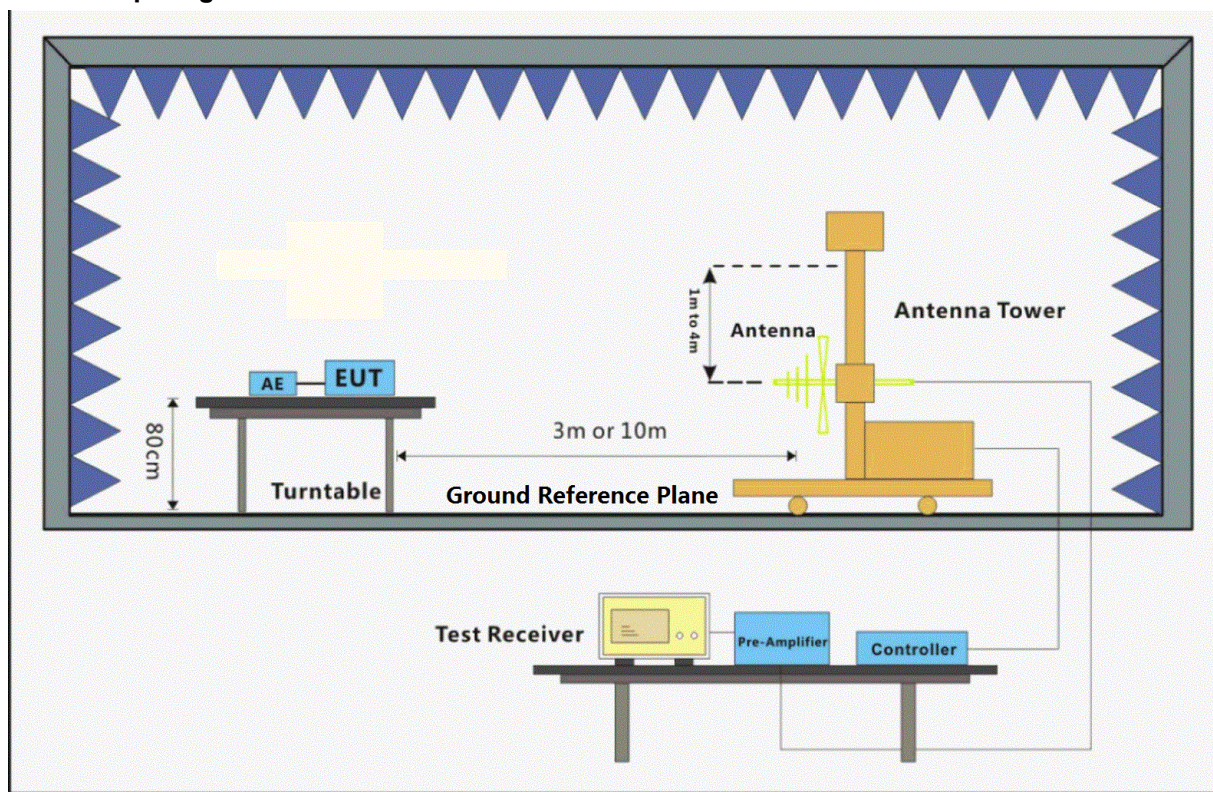 1m to 4m
Antenna Tower
Antenna
AE
EUT
80cm
3m or 10m
Turntable
Ground Reference Plane
Test Receiver
Pre-Amplifier
Controller